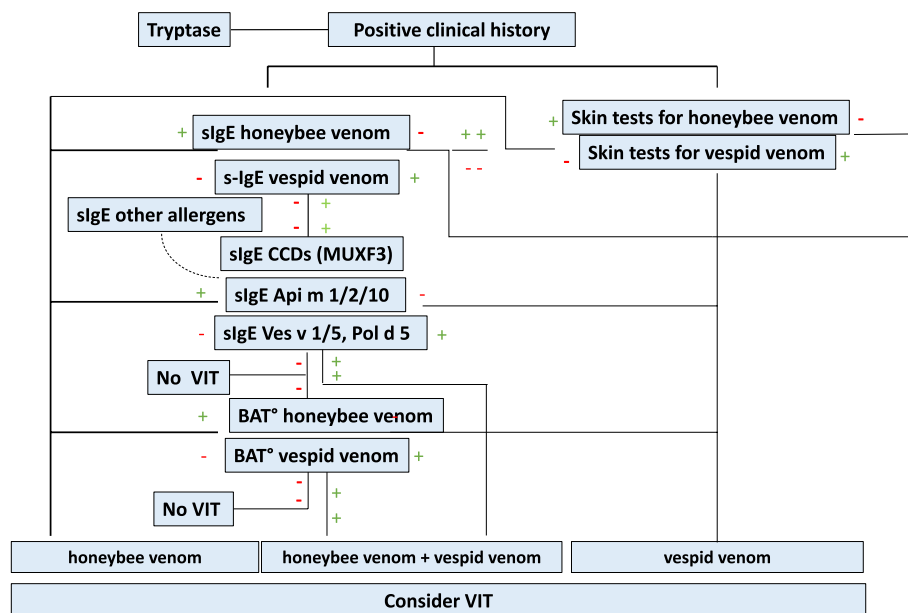 Tryptase
Positive clinical history
+ sIgE honeybee venom -
+ +
+ Skin tests for honeybee venom -
- s-IgE vespid venom +
- -
- Skin tests for vespid venom +
- +
sIgE other allergens
- +
sIgE CCDs (MUXF3)
+ sIgE Api m 1/2/10 -
- sIgE Ves v 1/5, Pol d 5 +
- +
No VIT
- +
+ BAT° honeybee venom -
- BAT° vespid venom +
-
- +
No VIT
+
honeybee venom
honeybee venom + vespid venom
vespid venom
Consider VIT